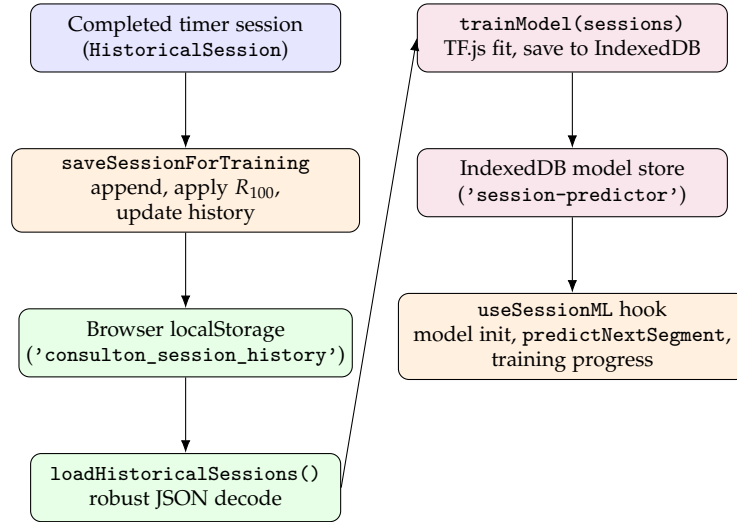 Completed timer session
(HistoricalSession)
saveSessionForTraining
append, apply R₁₀₀,
update history
Browser localStorage
('consulton_session_history')
loadHistoricalSessions()
robust JSON decode
trainModel(sessions)
TF.js fit, save to IndexedDB
IndexedDB model store
('session-predictor')
useSessionML hook
model init, predictNextSegment,
training progress